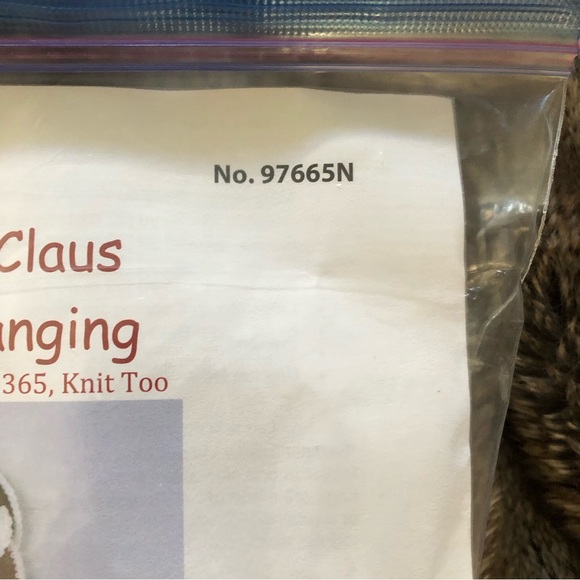 No. 97665N
Claus
anging
365, Knit Too